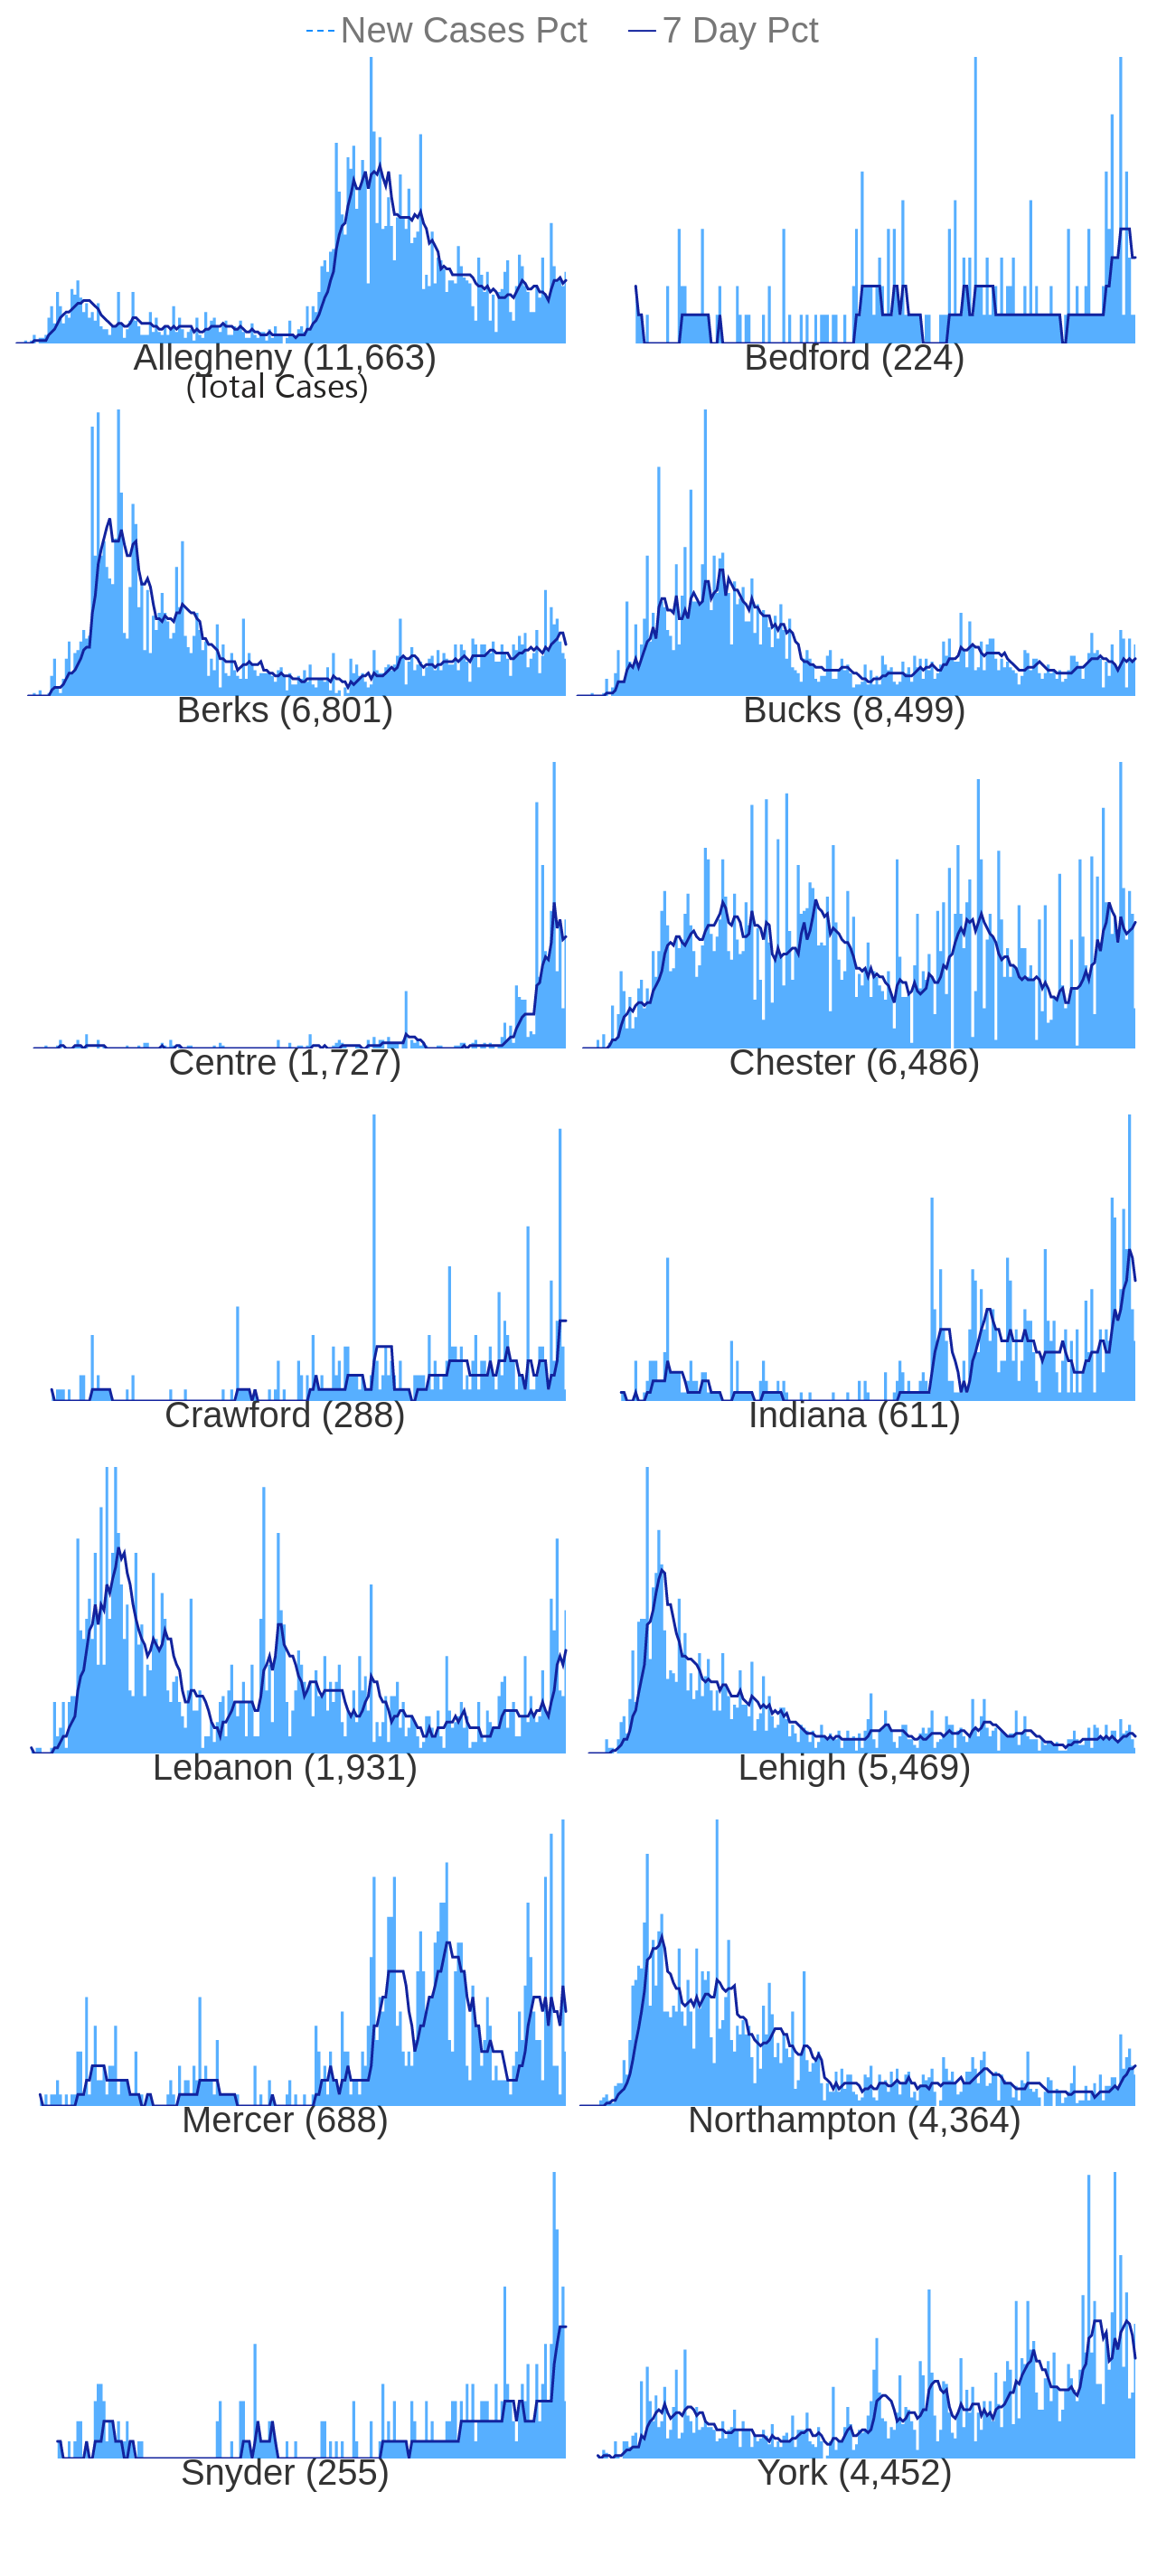 New Cases Pct 7 Day Pct
Allegheny (11,663) Bedford (224)
(Total Cases)
Berks (6,801) Bucks (8,499)
Centre (1,727) Chester (6,486)
Crawford (288) Indiana (611)
Lebanon (1,931) Lehigh (5,469)
Mercer (688) Northampton (4,364)
Snyder (255) York (4,452)